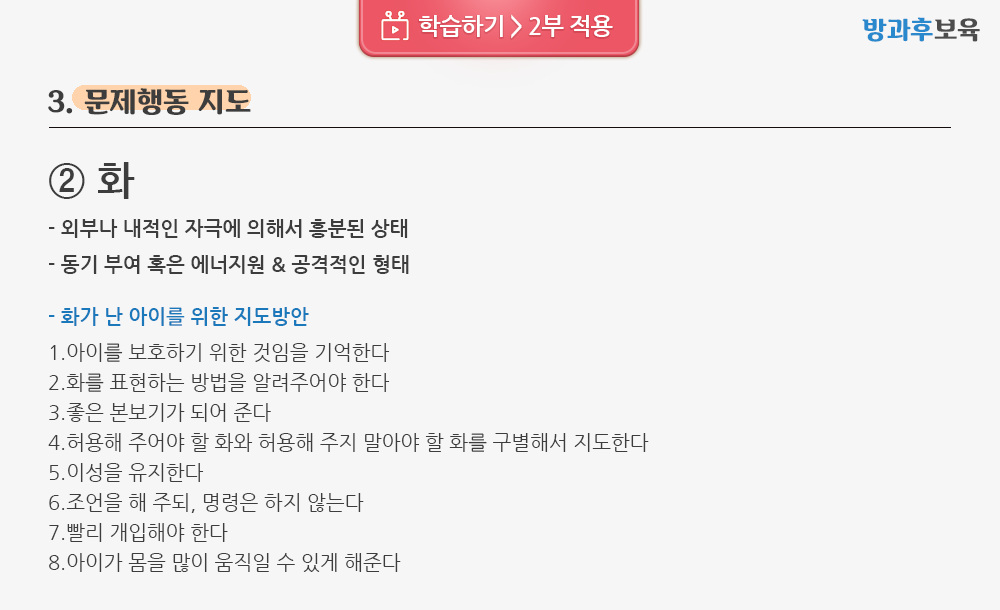 학습하기 > 2부 적용
방과후보육
3. 문제행동 지도
② 화
- 외부나 내적인 자극에 의해서 흥분된 상태
- 동기 부여 혹은 에너지원 & 공격적인 형태
- 화가 난 아이를 위한 지도방안
1.아이를 보호하기 위한 것임을 기억한다
2.화를 표현하는 방법을 알려주어야 한다
3.좋은 본보기가 되어 준다
4.허용해 주어야 할 화와 허용해 주지 말아야 할 화를 구별해서 지도한다
5.이성을 유지한다
6.조언을 해 주되, 명령은 하지 않는다
7.빨리 개입해야 한다
8.아이가 몸을 많이 움직일 수 있게 해준다